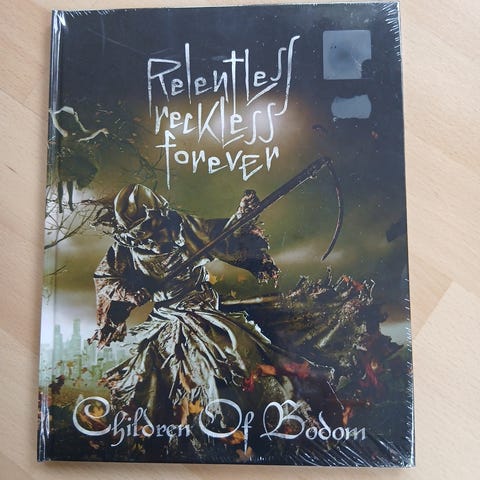 Relentless
reckless
forever
Children Of Bodom